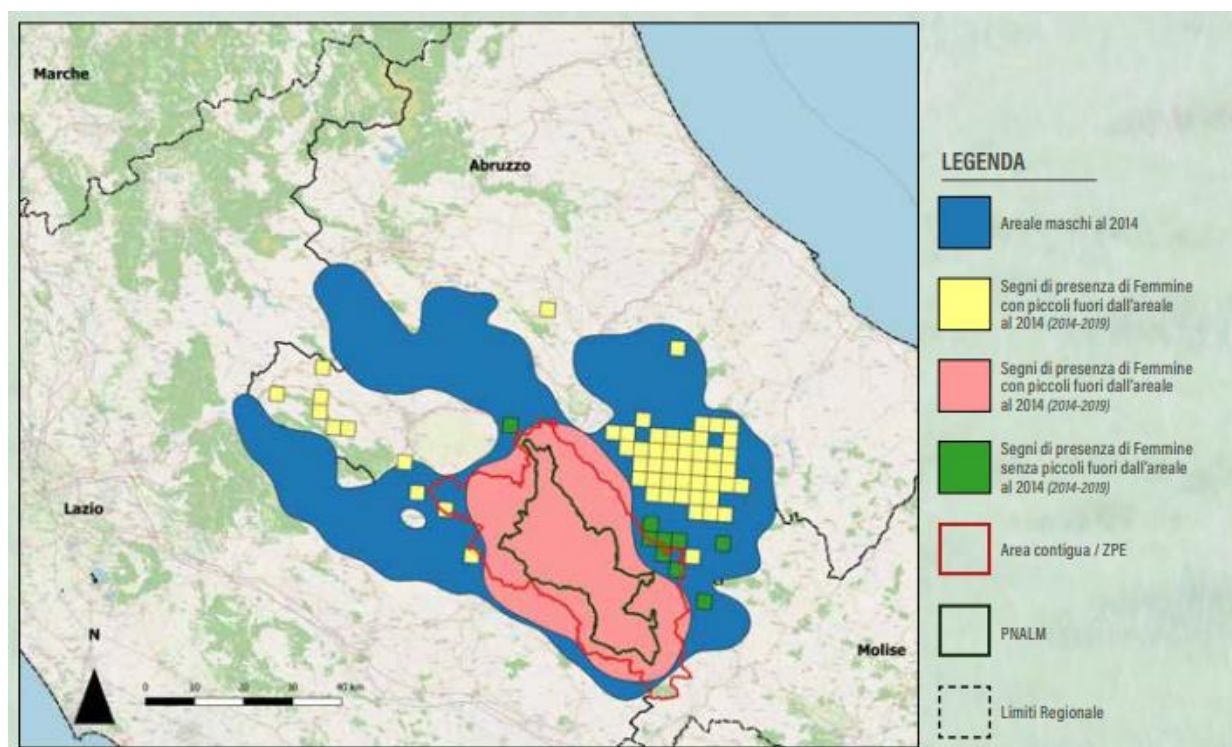 Marche
Abruzzo
Lazio
Molise
N
0 10 20 30 40 km
LEGENDA
Areale maschi al 2014
Segni di presenza di Femmine
con piccoli fuori dall'areale
al 2014 (2014-2019)
Segni di presenza di Femmine
con piccoli fuori dall'areale
al 2014 (2014-2019)
Segni di presenza di Femmine
senza piccoli fuori dall'areale
al 2014 (2014-2019)
Area contigua / ZPE
PNALM
Limiti Regionale